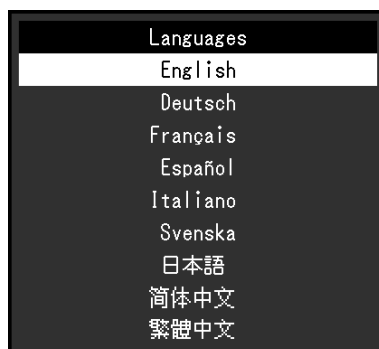 Languages
English
Deutsch
Français
Español
Italiano
Svenska
日本語
简体中文
繁體中文